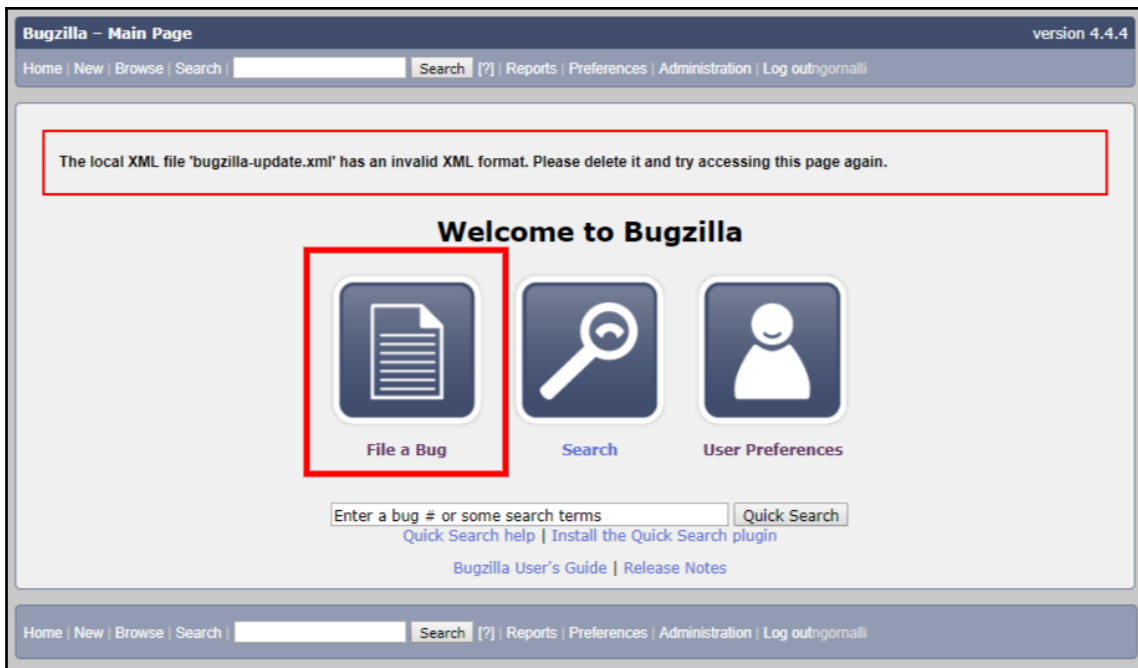 Bugzilla – Main Page version 4.4.4
Home | New | Browse | Search | Search [?] | Reports | Preferences | Administration | Log outngornalli
The local XML file 'bugzilla-update.xml' has an invalid XML format. Please delete it and try accessing this page again.
Welcome to Bugzilla
File a Bug Search User Preferences
Enter a bug # or some search terms Quick Search
Quick Search help | Install the Quick Search plugin
Bugzilla User's Guide | Release Notes
Home | New | Browse | Search | Search [?] | Reports | Preferences | Administration | Log outngornalli